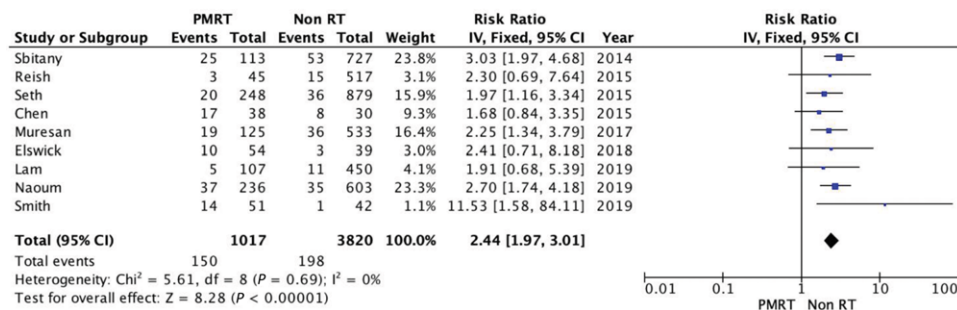 PMRT Non RT Risk Ratio Risk Ratio
Study or Subgroup Events Total Events Total Weight IV, Fixed, 95% CI Year IV, Fixed, 95% CI
Sbitany 25 113 53 727 23.8% 3.03 [1.97, 4.68] 2014
Reish 3 45 15 517 3.1% 2.30 [0.69, 7.64] 2015
Seth 20 248 36 879 15.9% 1.97 [1.16, 3.34] 2015
Chen 17 38 8 30 9.3% 1.68 [0.84, 3.35] 2015
Muresan 19 125 36 533 16.4% 2.25 [1.34, 3.79] 2017
Elswick 10 54 3 39 3.0% 2.41 [0.71, 8.18] 2018
Lam 5 107 11 450 4.1% 1.91 [0.68, 5.39] 2019
Naoum 37 236 35 603 23.3% 2.70 [1.74, 4.18] 2019
Smith 14 51 1 42 1.1% 11.53 [1.58, 84.11] 2019
Total (95% CI) 1017 3820 100.0% 2.44 [1.97, 3.01]
Total events 150 198
Heterogeneity: Chi² = 5.61, df = 8 (P = 0.69); I² = 0%
Test for overall effect: Z = 8.28 (P < 0.00001)
0.01 0.1 1 10 100
PMRT Non RT